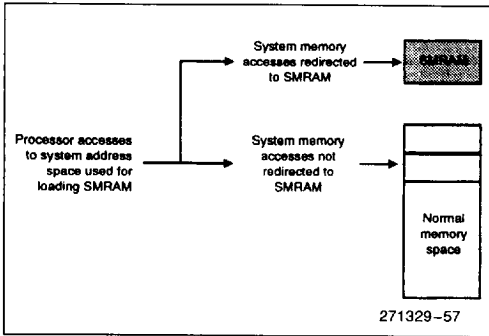 System memory
accesses redirected
to SMRAM
SMRAM
Processor accesses
to system address
space used for
loading SMRAM
System memory
accesses not
redirected to
SMRAM
Normal
memory
space
271329–57